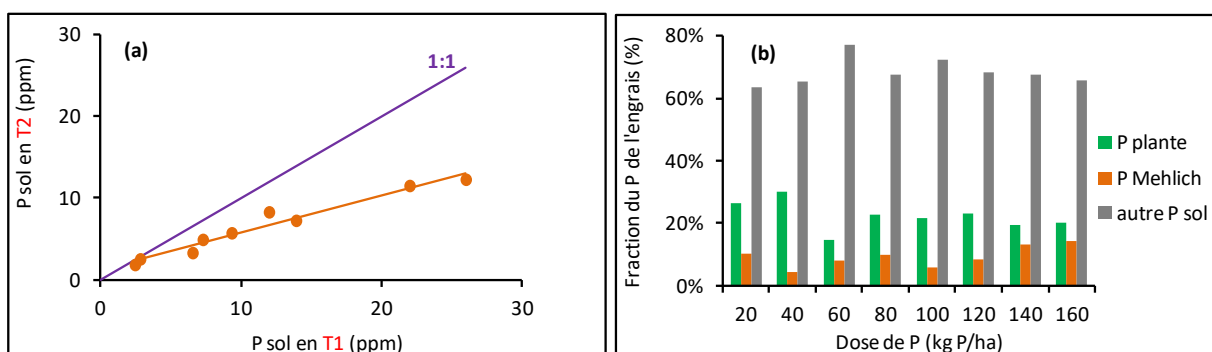 (a)
1:1
P sol en T2 (ppm)
30
20
10
0
0 10 20 30
P sol en T1 (ppm)
(b)
Fraction du P de l'engrais (%)
80%
60%
40%
20%
0%
20 40 60 80 100 120 140 160
Dose de P (kg P/ha)
P plante
P Mehlich
autre P sol